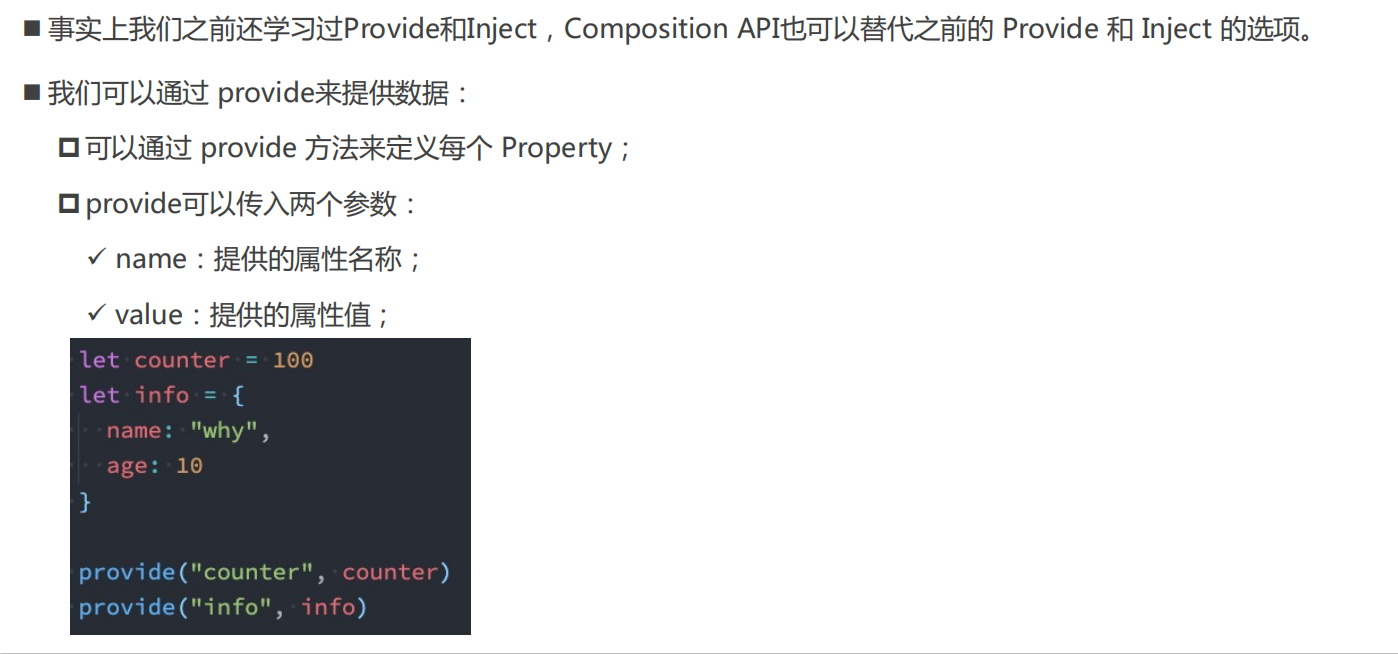 ■ 事实上我们之前还学习过Provide和Inject，Composition API也可以替代之前的 Provide 和 Inject 的选项。
■ 我们可以通过 provide来提供数据：
可以通过 provide 方法来定义每个 Property；
provide可以传入两个参数：
✓ name：提供的属性名称；
✓ value：提供的属性值；
let counter = 100
let info = {
  name: "why",
  age: 10
}
provide("counter", counter)
provide("info", info)